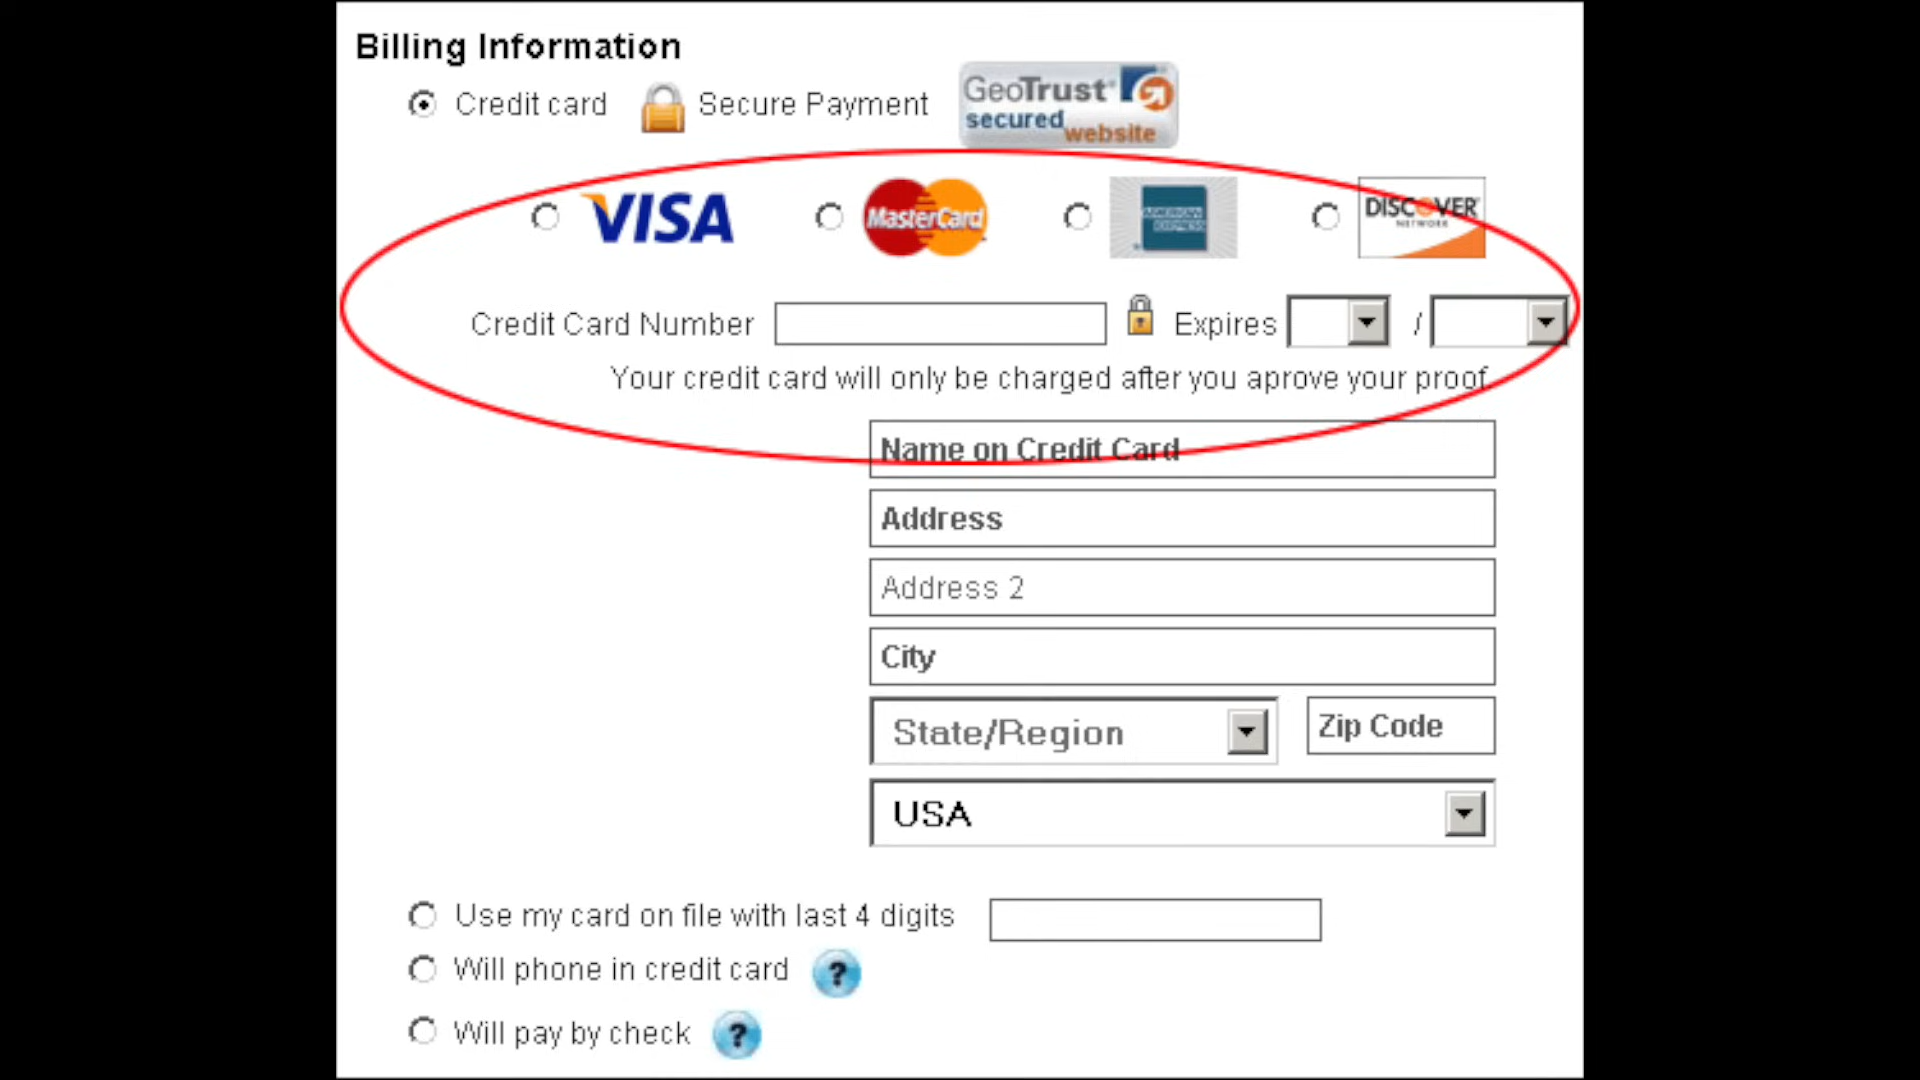 Billing Information
Credit card Secure Payment GeoTrust secured website
VISA MasterCard AMERICAN EXPRESS DISCOVER NETWORK
Credit Card Number Expires /
Your credit card will only be charged after you aprove your proof.
Name on Credit Card
Address
Address 2
City
State/Region Zip Code
USA
Use my card on file with last 4 digits
Will phone in credit card ?
Will pay by check ?